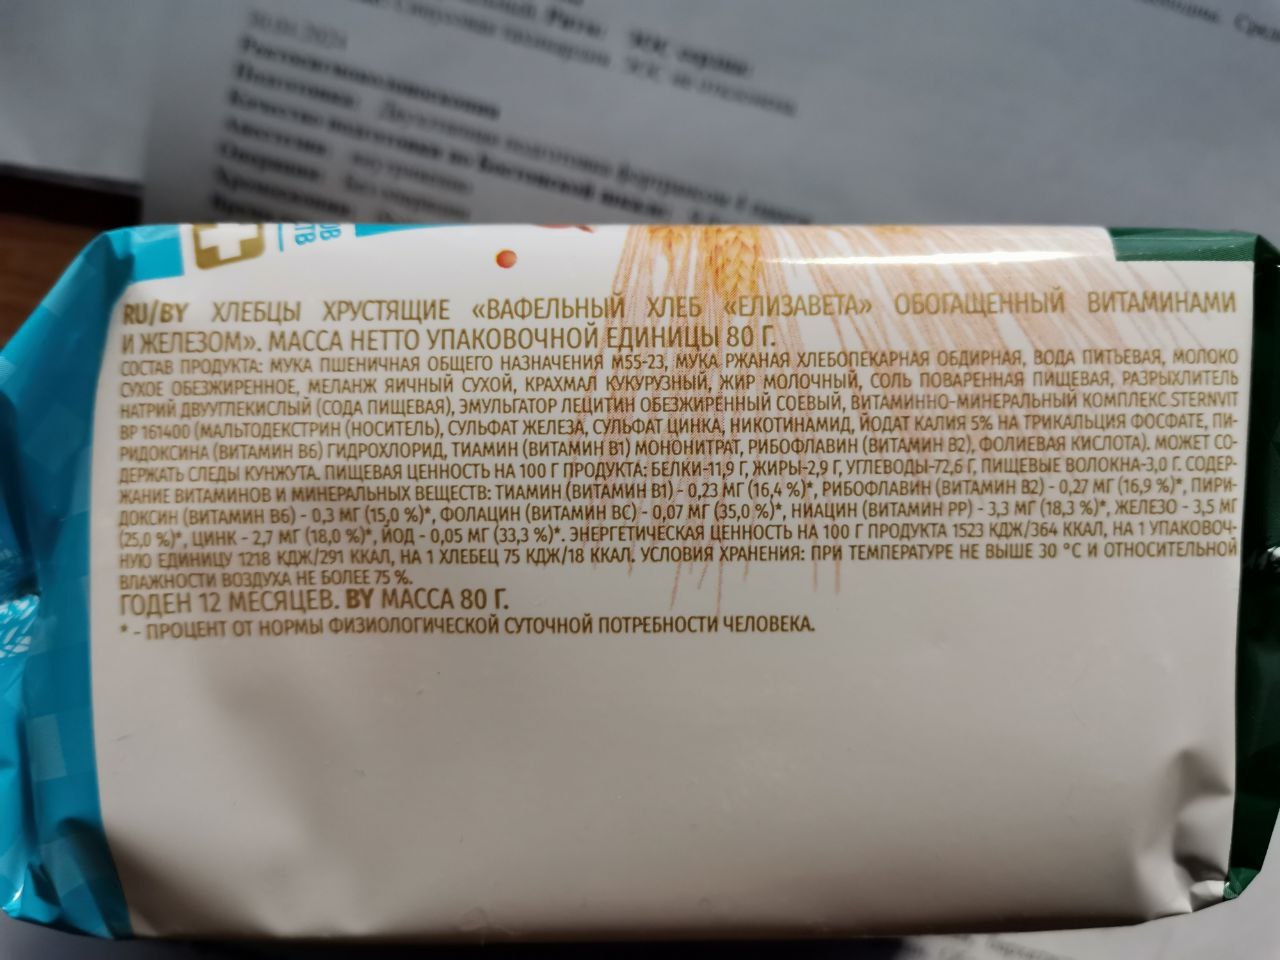 20.01.2021
RU/BY ХЛЕБЦЫ ХРУСТЯЩИЕ «ВАФЕЛЬНЫЙ ХЛЕБ «ЕЛИЗАВЕТА» ОБОГАЩЕННЫЙ ВИТАМИНАМИ
И ЖЕЛЕЗОМ». МАССА НЕТТО УПАКОВОЧНОЙ ЕДИНИЦЫ 80 Г.
СОСТАВ ПРОДУКТА: МУКА ПШЕНИЧНАЯ ОБЩЕГО НАЗНАЧЕНИЯ М55-23, МУКА РЖАНАЯ ХЛЕБОПЕКАРНАЯ ОБДИРНАЯ, ВОДА ПИТЬЕВАЯ, МОЛОКО
СУХОЕ ОБЕЗЖИРЕННОЕ, МЕЛАНЖ ЯИЧНЫЙ СУХОЙ, КРАХМАЛ КУКУРУЗНЫЙ, ЖИР МОЛОЧНЫЙ, СОЛЬ ПОВАРЕННАЯ ПИЩЕВАЯ, РАЗРЫХЛИТЕЛЬ
НАТРИЙ ДВУУГЛЕКИСЛЫЙ (СОДА ПИЩЕВАЯ), ЭМУЛЬГАТОР ЛЕЦИТИН ОБЕЗЖИРЕННЫЙ СОЕВЫЙ, ВИТАМИННО-МИНЕРАЛЬНЫЙ КОМПЛЕКС STERNVIT
BP 161400 (МАЛЬТОДЕКСТРИН (НОСИТЕЛЬ), СУЛЬФАТ ЖЕЛЕЗА, СУЛЬФАТ ЦИНКА, НИКОТИНАМИД, ЙОДАТ КАЛИЯ 5% НА ТРИКАЛЬЦИЯ ФОСФАТЕ, ПИ-
РИДОКСИНА (ВИТАМИН В6) ГИДРОХЛОРИД, ТИАМИН (ВИТАМИН В1) МОНОНИТРАТ, РИБОФЛАВИН (ВИТАМИН В2), ФОЛИЕВАЯ КИСЛОТА). МОЖЕТ СО-
ДЕРЖАТЬ СЛЕДЫ КУНЖУТА. ПИЩЕВАЯ ЦЕННОСТЬ НА 100 Г ПРОДУКТА: БЕЛКИ-11,9 Г, ЖИРЫ-2,9 Г, УГЛЕВОДЫ-72,6 Г, ПИЩЕВЫЕ ВОЛОКНА-3,0 Г. СОДЕР-
ЖАНИЕ ВИТАМИНОВ И МИНЕРАЛЬНЫХ ВЕЩЕСТВ: ТИАМИН (ВИТАМИН В1) - 0,23 МГ (16,4 %)*, РИБОФЛАВИН (ВИТАМИН В2) - 0,27 МГ (16,9 %)*, ПИРИ-
ДОКСИН (ВИТАМИН В6) - 0,3 МГ (15,0 %)*, ФОЛАЦИН (ВИТАМИН ВС) - 0,07 МГ (35,0 %)*, НИАЦИН (ВИТАМИН РР) - 3,3 МГ (18,3 %)*, ЖЕЛЕЗО - 3,5 МГ
(25,0 %)*, ЦИНК - 2,7 МГ (18,0 %)*, ЙОД - 0,05 МГ (33,3 %)*. ЭНЕРГЕТИЧЕСКАЯ ЦЕННОСТЬ НА 100 Г ПРОДУКТА 1523 КДЖ/364 ККАЛ, НА 1 УПАКОВОЧ-
НУЮ ЕДИНИЦУ 1218 КДЖ/291 ККАЛ, НА 1 ХЛЕБЕЦ 75 КДЖ/18 ККАЛ. УСЛОВИЯ ХРАНЕНИЯ: ПРИ ТЕМПЕРАТУРЕ НЕ ВЫШЕ 30 °С И ОТНОСИТЕЛЬНОЙ
ВЛАЖНОСТИ ВОЗДУХА НЕ БОЛЕЕ 75 %.
ГОДЕН 12 МЕСЯЦЕВ. BY МАССА 80 Г.
* - ПРОЦЕНТ ОТ НОРМЫ ФИЗИОЛОГИЧЕСКОЙ СУТОЧНОЙ ПОТРЕБНОСТИ ЧЕЛОВЕКА.